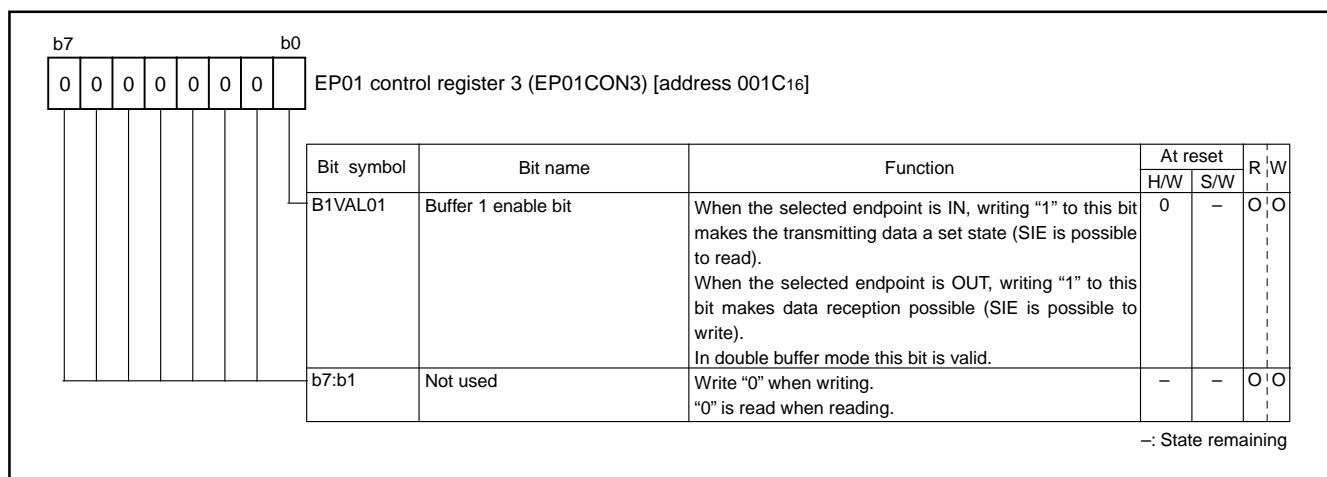 b7 b0
0 0 0 0 0 0 0
EP01 control register 3 (EP01CON3) [address 001C16]
Bit symbol Bit name Function At reset R W
H/W S/W
B1VAL01 Buffer 1 enable bit When the selected endpoint is IN, writing “1” to this bit 0 – O O
makes the transmitting data a set state (SIE is possible
to read).
When the selected endpoint is OUT, writing “1” to this
bit makes data reception possible (SIE is possible to
write).
In double buffer mode this bit is valid.
b7:b1 Not used Write “0” when writing. – – O O
“0” is read when reading.
–: State remaining